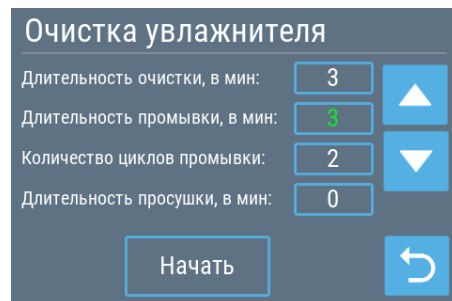 Очистка увлажнителя
Длительность очистки, в мин: 3
Длительность промывки, в мин: 3
Количество циклов промывки: 2
Длительность просушки, в мин: 0
Начать